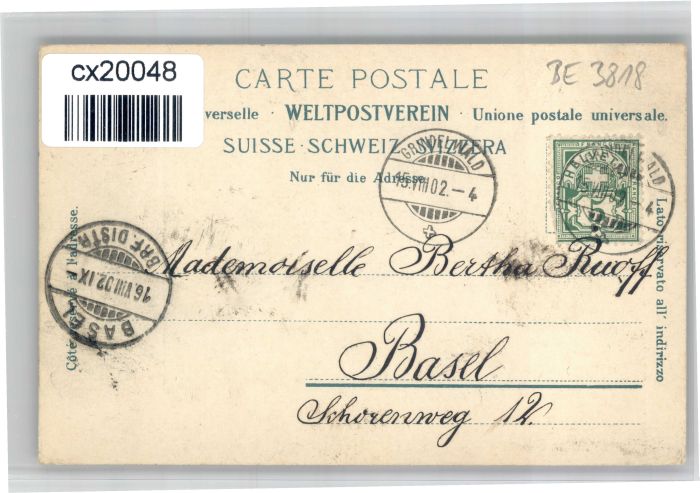 cx20048
CARTE POSTALE
BE 3818
verselle · WELTPOSTVEREIN · Unione postale universale.
SUISSE · SCHWEIZ · SVIZZERA
Nur für die Adresse.
GRINDELWALD
15.VIII.02.–4
HELVETIA
Côté réservé à l'adresse.
Lato riservato all' indirizzo
BASEL
16.VIII.02.IX
BRF. DISTR.
Mademoiselle Bertha Ruoff
Basel
Schorenweg 12.